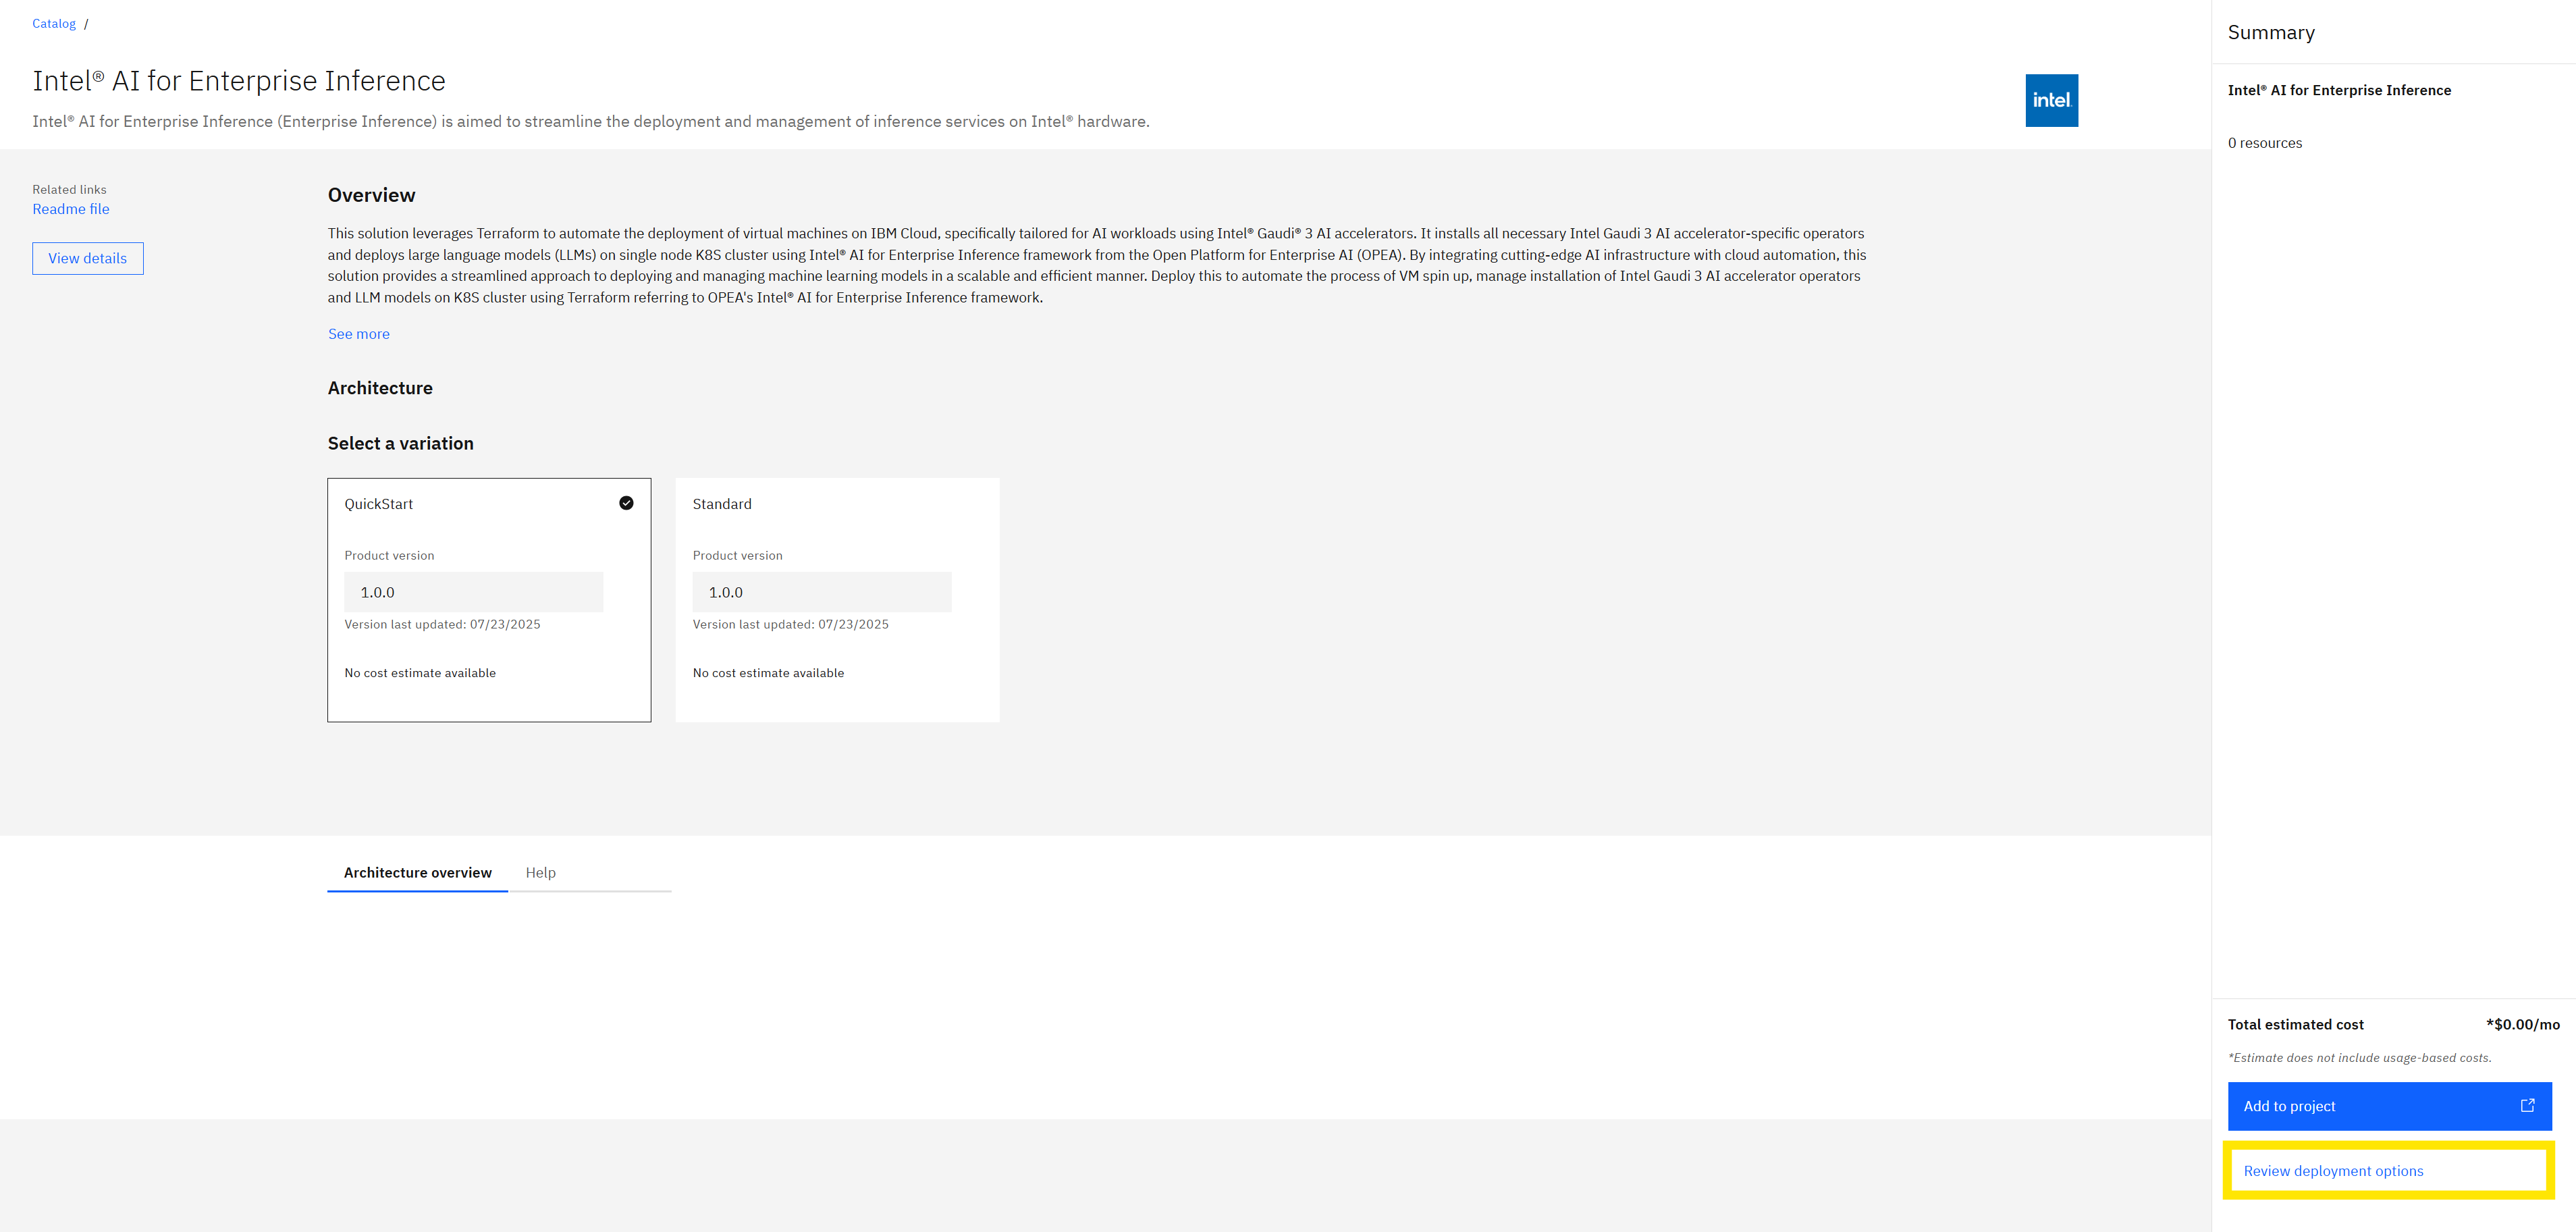 Catalog /
Intel® AI for Enterprise Inference
Intel® AI for Enterprise Inference (Enterprise Inference) is aimed to streamline the deployment and management of inference services on Intel® hardware.
intel.
Related links
Readme file
View details
Overview
This solution leverages Terraform to automate the deployment of virtual machines on IBM Cloud, specifically tailored for AI workloads using Intel® Gaudi® 3 AI accelerators. It installs all necessary Intel Gaudi 3 AI accelerator-specific operators
and deploys large language models (LLMs) on single node K8S cluster using Intel® AI for Enterprise Inference framework from the Open Platform for Enterprise AI (OPEA). By integrating cutting-edge AI infrastructure with cloud automation, this
solution provides a streamlined approach to deploying and managing machine learning models in a scalable and efficient manner. Deploy this to automate the process of VM spin up, manage installation of Intel Gaudi 3 AI accelerator operators
and LLM models on K8S cluster using Terraform referring to OPEA's Intel® AI for Enterprise Inference framework.
See more
Architecture
Select a variation
QuickStart
Product version
1.0.0
Version last updated: 07/23/2025
No cost estimate available
Standard
Product version
1.0.0
Version last updated: 07/23/2025
No cost estimate available
Architecture overview
Help
Summary
Intel® AI for Enterprise Inference
0 resources
Total estimated cost *$0.00/mo
*Estimate does not include usage-based costs.
Add to project
Review deployment options